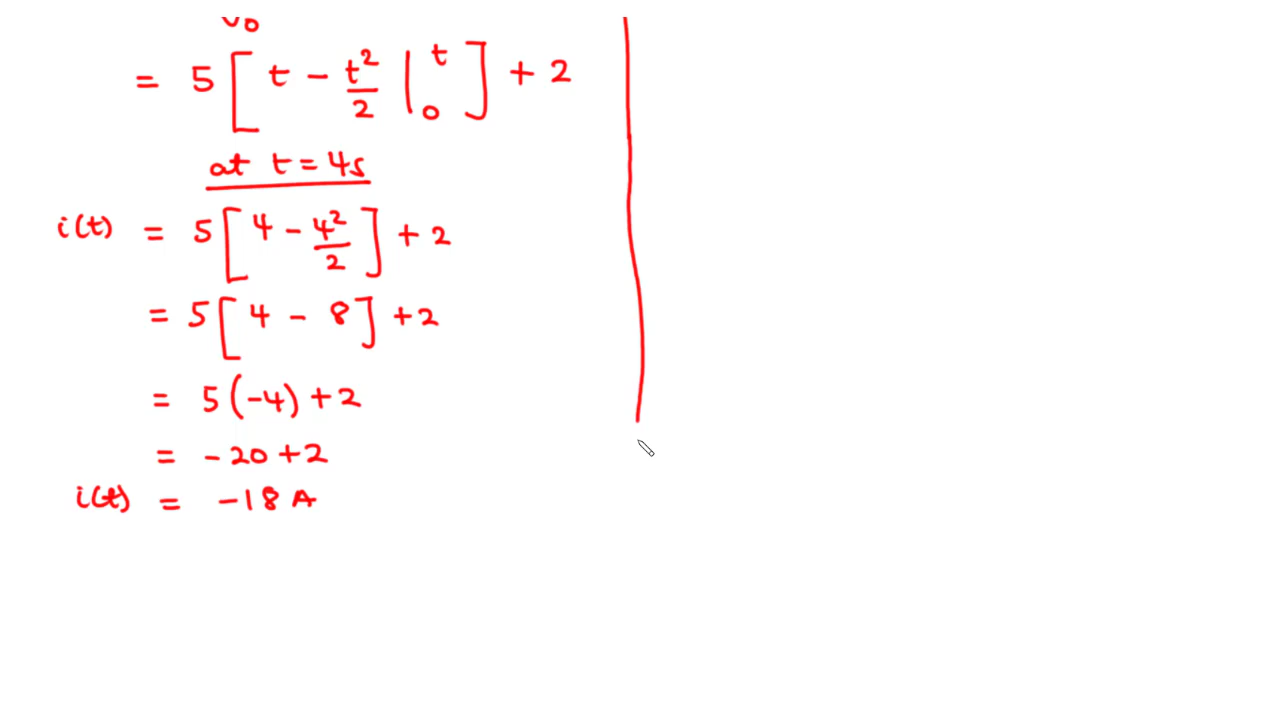 = 5 [ t - t²/2 |₀ᵗ ] + 2
at t = 4s
i(t) = 5 [ 4 - 4²/2 ] + 2
= 5 [ 4 - 8 ] + 2
= 5 (-4) + 2
= -20 + 2
i(t) = -18 A